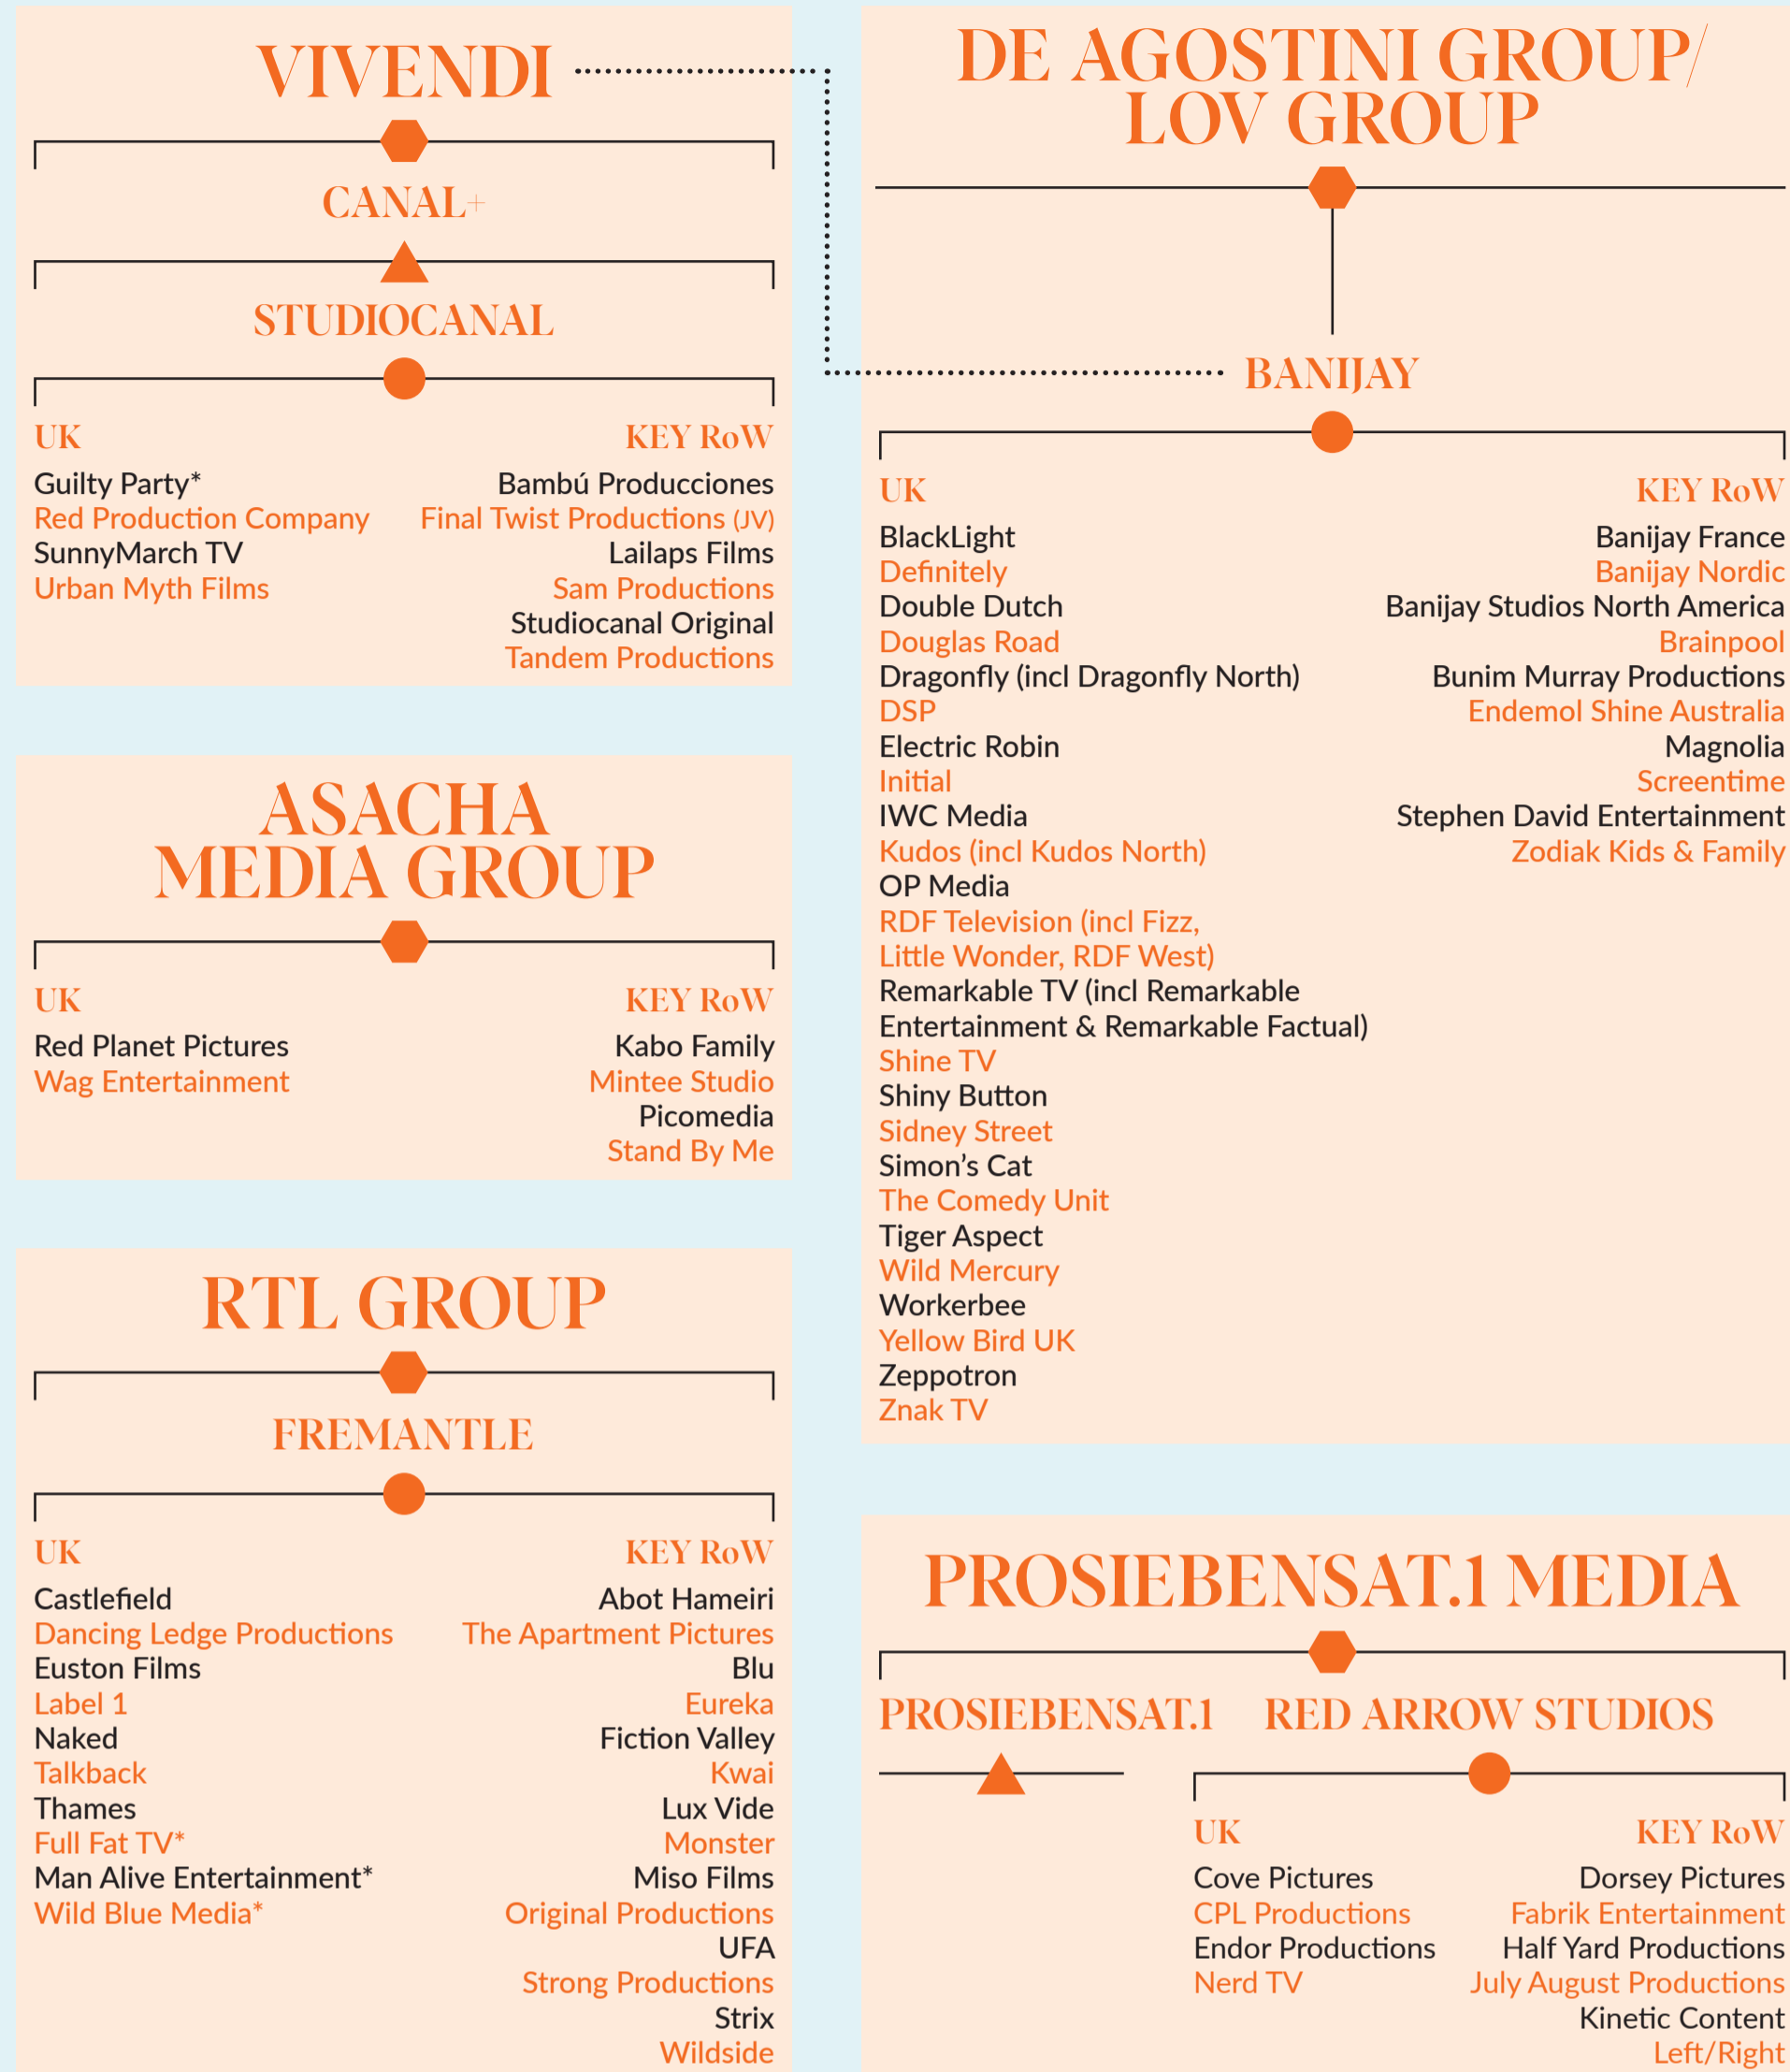 VIVENDI
CANAL+
STUDIOCANAL
UK
Guilty Party*
Red Production Company
SunnyMarch TV
Urban Myth Films
KEY RoW
Bambú Producciones
Final Twist Productions (JV)
Lailaps Films
Sam Productions
Studiocanal Original
Tandem Productions
ASACHA
MEDIA GROUP
UK
Red Planet Pictures
Wag Entertainment
KEY RoW
Kabo Family
Mintee Studio
Picomedia
Stand By Me
RTL GROUP
FREMANTLE
UK
Castlefield
Dancing Ledge Productions
Euston Films
Label 1
Naked
Talkback
Thames
Full Fat TV*
Man Alive Entertainment*
Wild Blue Media*
KEY RoW
Abot Hameiri
The Apartment Pictures
Blu
Eureka
Fiction Valley
Kwai
Lux Vide
Monster
Miso Films
Original Productions
UFA
Strong Productions
Strix
Wildside
DE AGOSTINI GROUP/
LOV GROUP
BANIJAY
UK
BlackLight
Definitely
Double Dutch
Douglas Road
Dragonfly (incl Dragonfly North)
DSP
Electric Robin
Initial
IWC Media
Kudos (incl Kudos North)
OP Media
RDF Television (incl Fizz,
Little Wonder, RDF West)
Remarkable TV (incl Remarkable
Entertainment & Remarkable Factual)
Shine TV
Shiny Button
Sidney Street
Simon’s Cat
The Comedy Unit
Tiger Aspect
Wild Mercury
Workerbee
Yellow Bird UK
Zeppotron
Znak TV
KEY RoW
Banijay France
Banijay Nordic
Banijay Studios North America
Brainpool
Bunim Murray Productions
Endemol Shine Australia
Magnolia
Screentime
Stephen David Entertainment
Zodiak Kids & Family
PROSIEBENSAT.1 MEDIA
PROSIEBENSAT.1
RED ARROW STUDIOS
UK
Cove Pictures
CPL Productions
Endor Productions
Nerd TV
KEY RoW
Dorsey Pictures
Fabrik Entertainment
Half Yard Productions
July August Productions
Kinetic Content
Left/Right